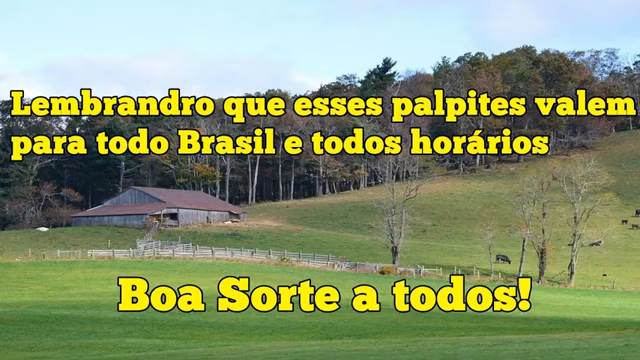 Lembrandro que esses palpites valem
para todo Brasil e todos horários
Boa Sorte a todos!